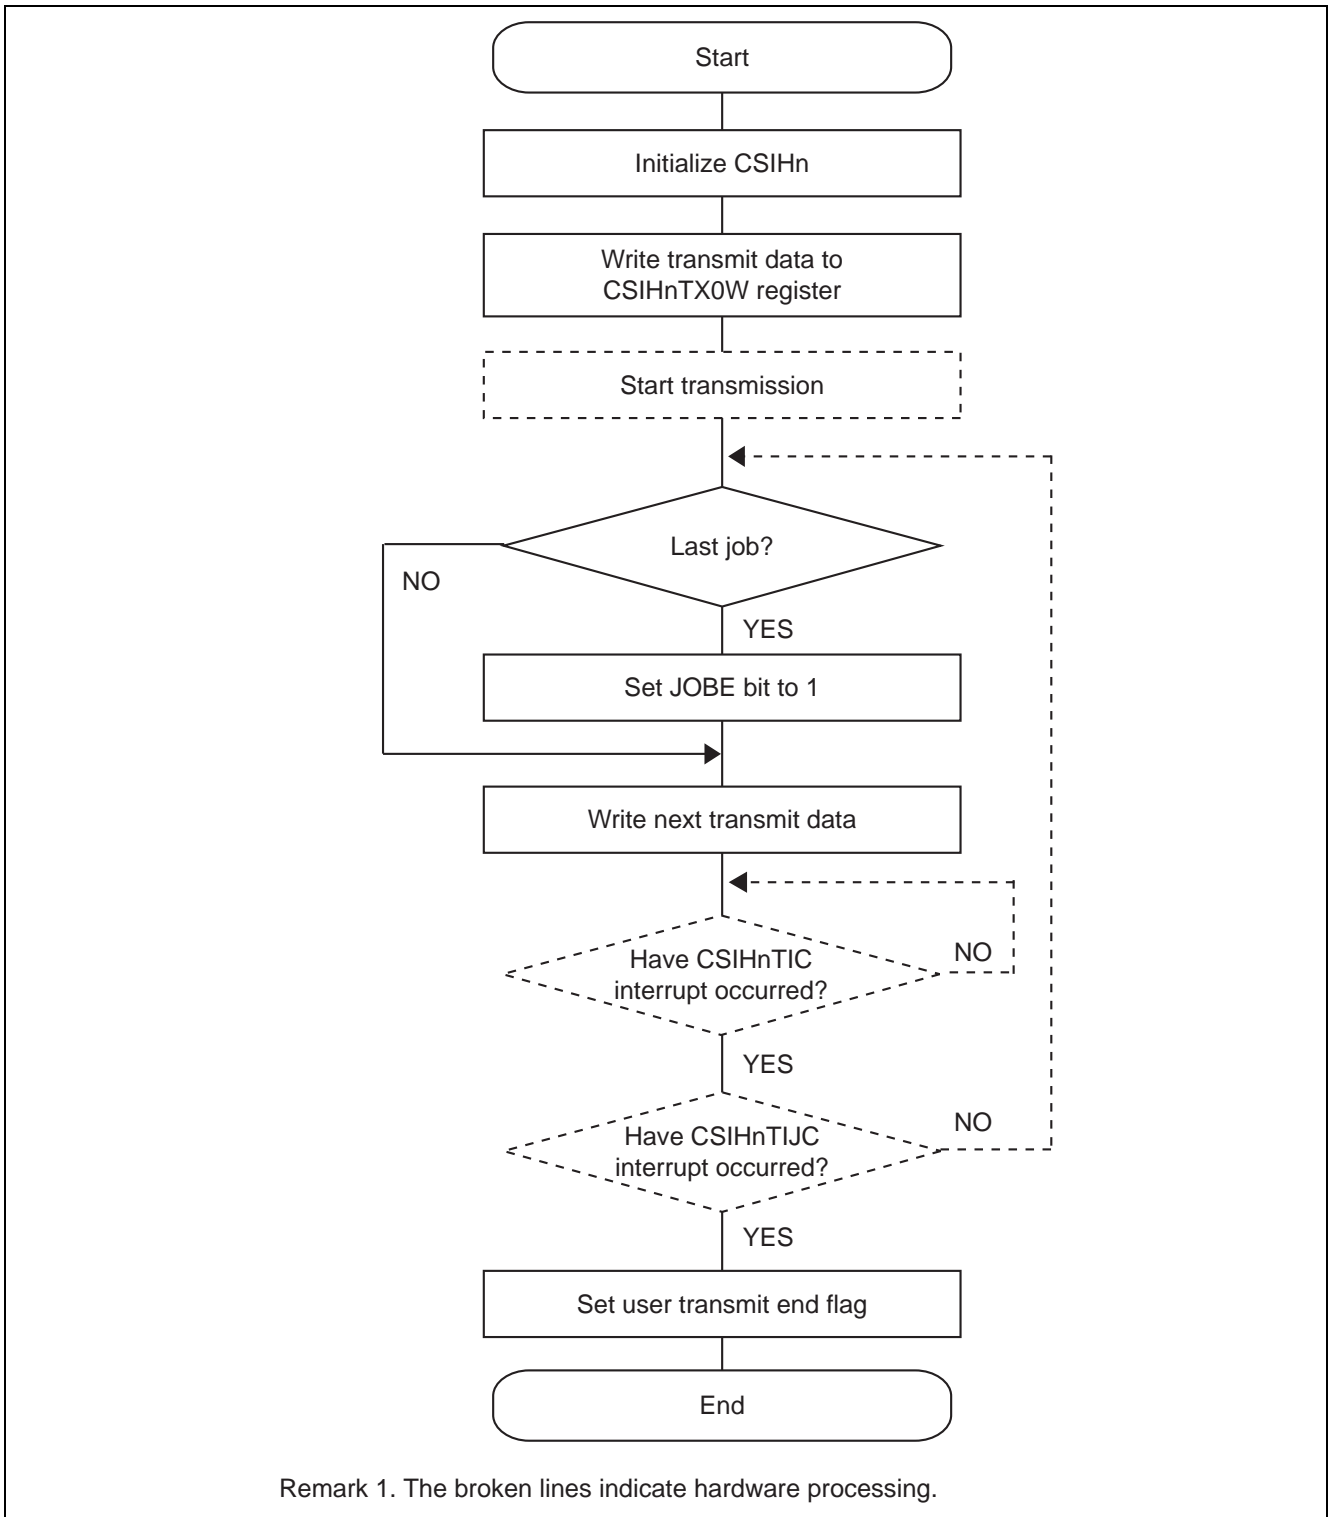 Start
Initialize CSIHn
Write transmit data to
CSIHnTX0W register
Start transmission
Last job?
NO
YES
Set JOBE bit to 1
Write next transmit data
Have CSIHnTIC
interrupt occurred?
NO
YES
Have CSIHnTIJC
interrupt occurred?
NO
YES
Set user transmit end flag
End
Remark 1. The broken lines indicate hardware processing.